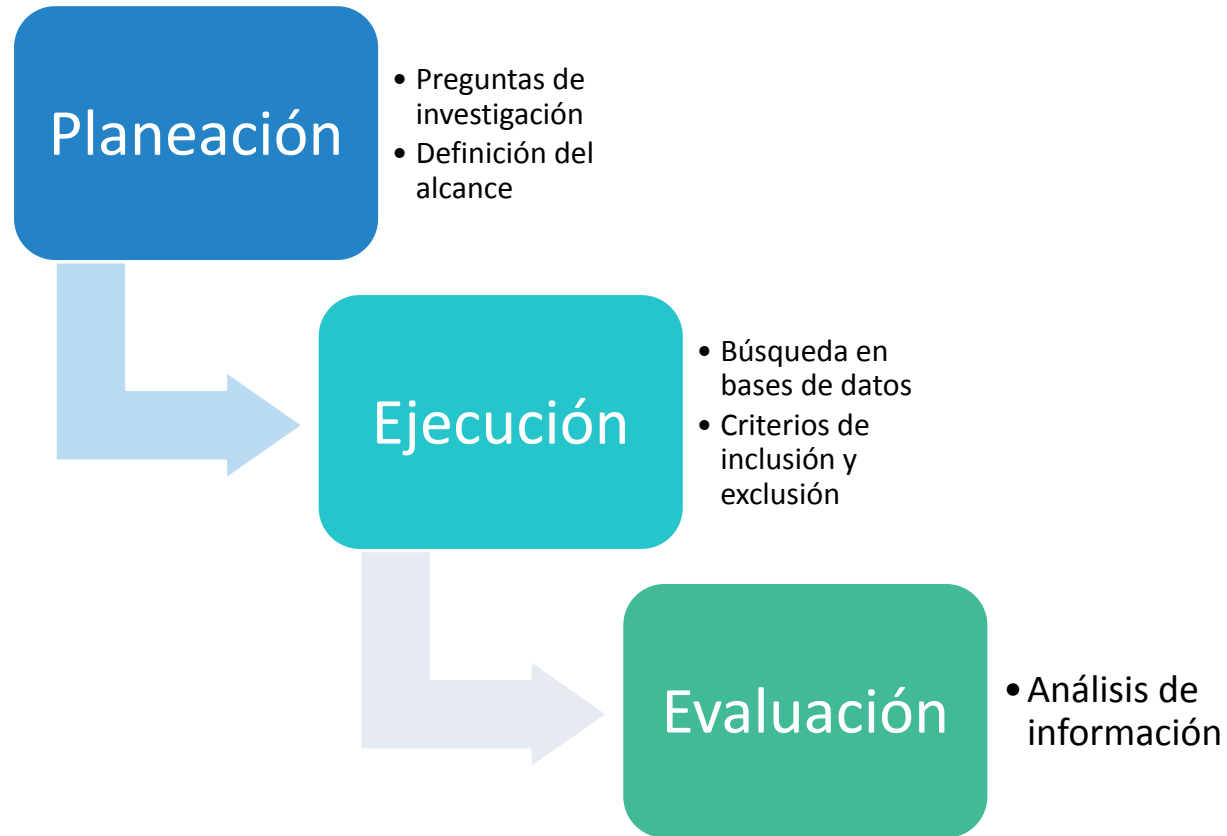 Planeación
• Preguntas de
investigación
• Definición del
alcance
Ejecución
• Búsqueda en
bases de datos
• Criterios de
inclusión y
exclusión
Evaluación
• Análisis de
información